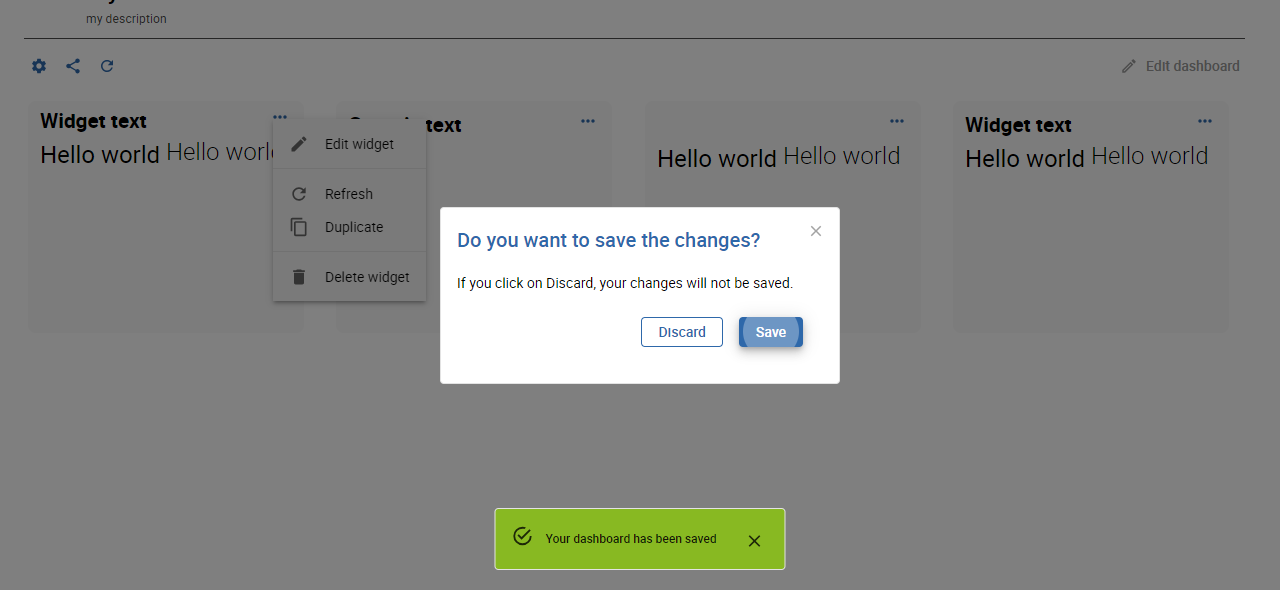 my description
Edit dashboard
Widget text
Hello world Hello worl
Edit widget
Refresh
Duplicate
Delete widget
text
Hello world Hello world
Widget text
Hello world Hello world
Do you want to save the changes?
If you click on Discard, your changes will not be saved.
Discard
Save
Your dashboard has been saved